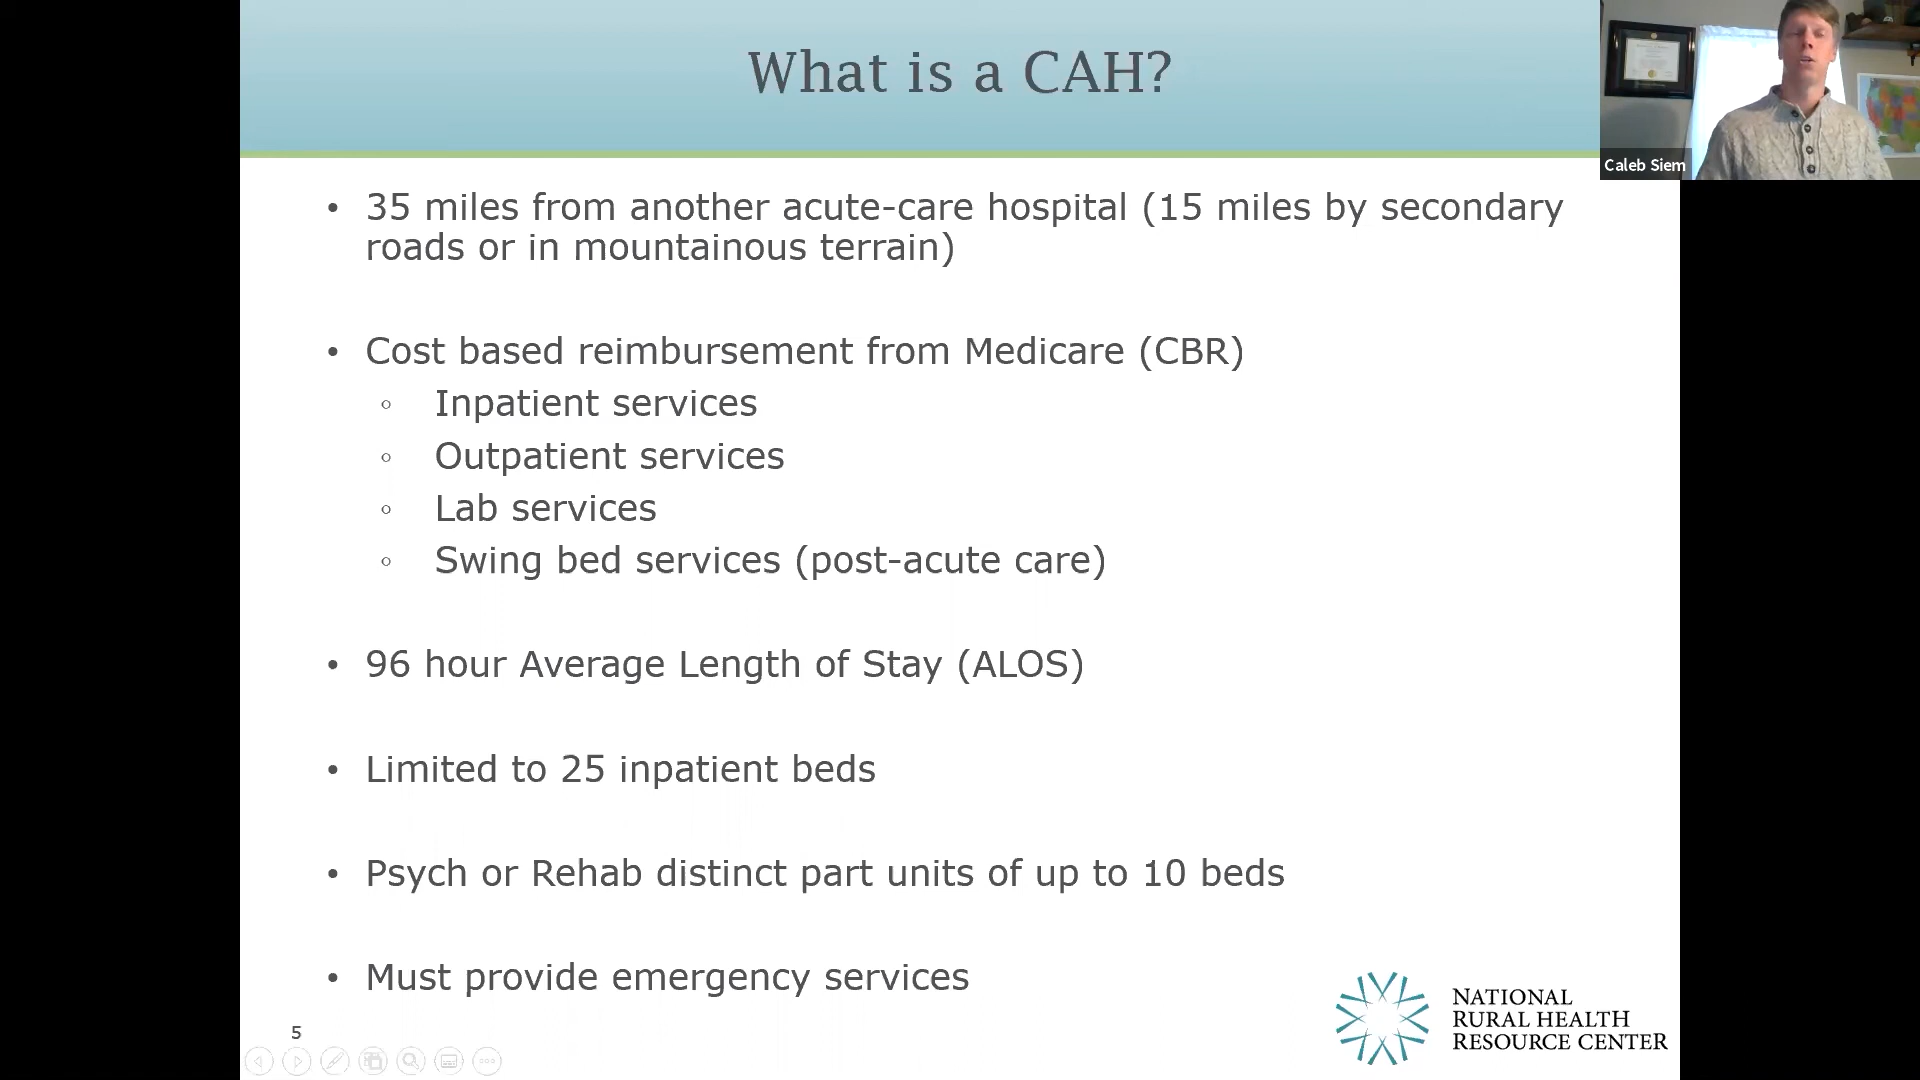 What is a CAH?
Caleb Siem
• 35 miles from another acute-care hospital (15 miles by secondary
roads or in mountainous terrain)
• Cost based reimbursement from Medicare (CBR)
◦ Inpatient services
◦ Outpatient services
◦ Lab services
◦ Swing bed services (post-acute care)
• 96 hour Average Length of Stay (ALOS)
• Limited to 25 inpatient beds
• Psych or Rehab distinct part units of up to 10 beds
• Must provide emergency services
NATIONAL
RURAL HEALTH
RESOURCE CENTER
5